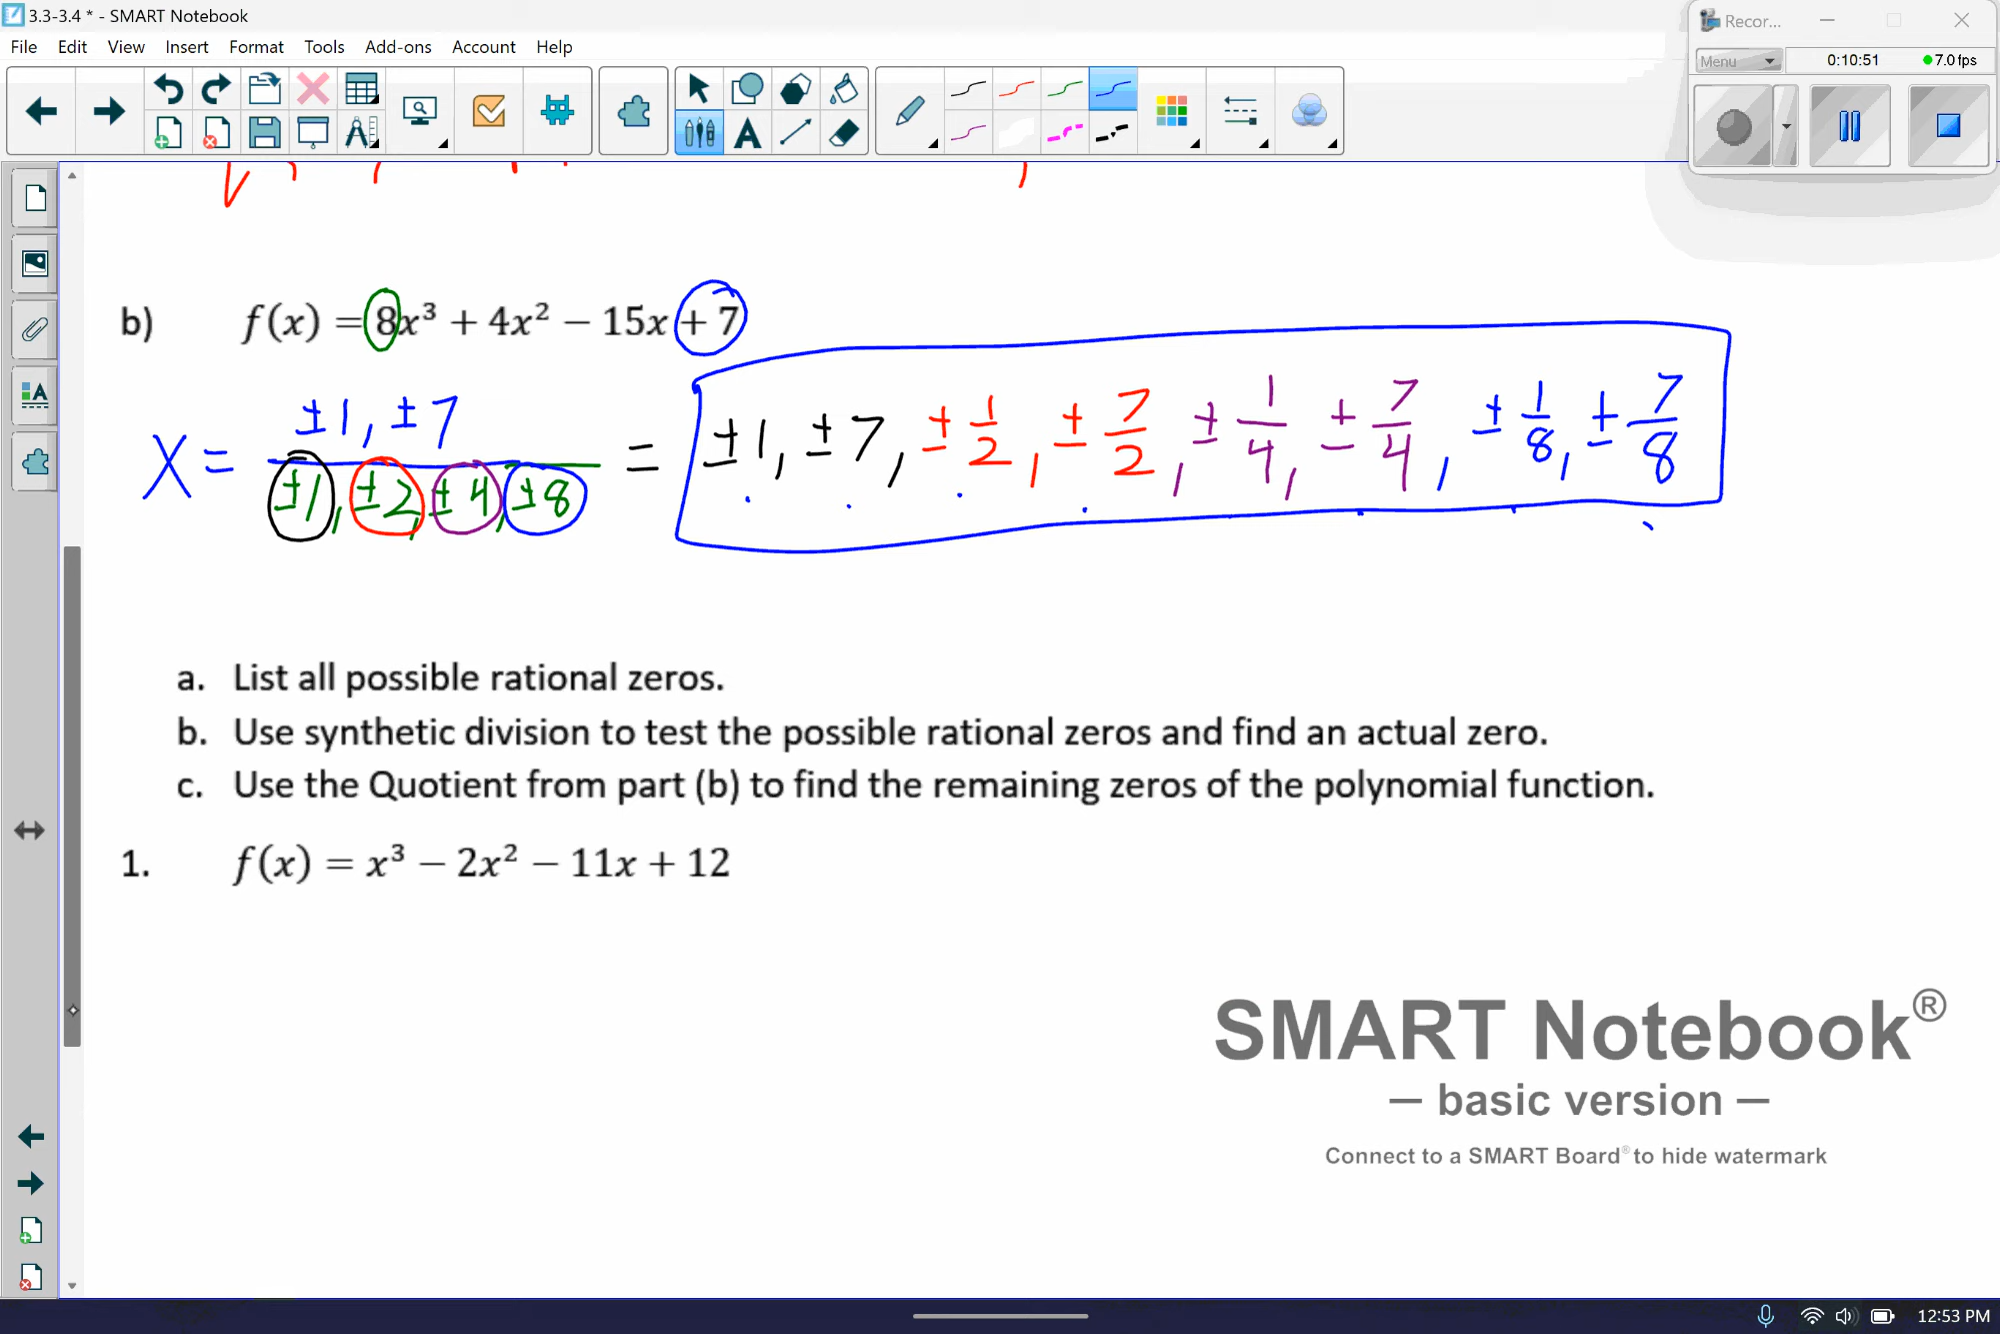 3.3-3.4 * - SMART Notebook
File Edit View Insert Format Tools Add-ons Account Help
Recor...
Menu 0:10:51 7.0 fps
b) f(x) = 8x³ + 4x² − 15x + 7
x = ±1, ±7 / ±1, ±2, ±4, ±8 = ±1, ±7, ±1/2, ±7/2, ±1/4, ±7/4, ±1/8, ±7/8
a. List all possible rational zeros.
b. Use synthetic division to test the possible rational zeros and find an actual zero.
c. Use the Quotient from part (b) to find the remaining zeros of the polynomial function.
1. f(x) = x³ − 2x² − 11x + 12
SMART Notebook®
— basic version —
Connect to a SMART Board® to hide watermark
12:53 PM